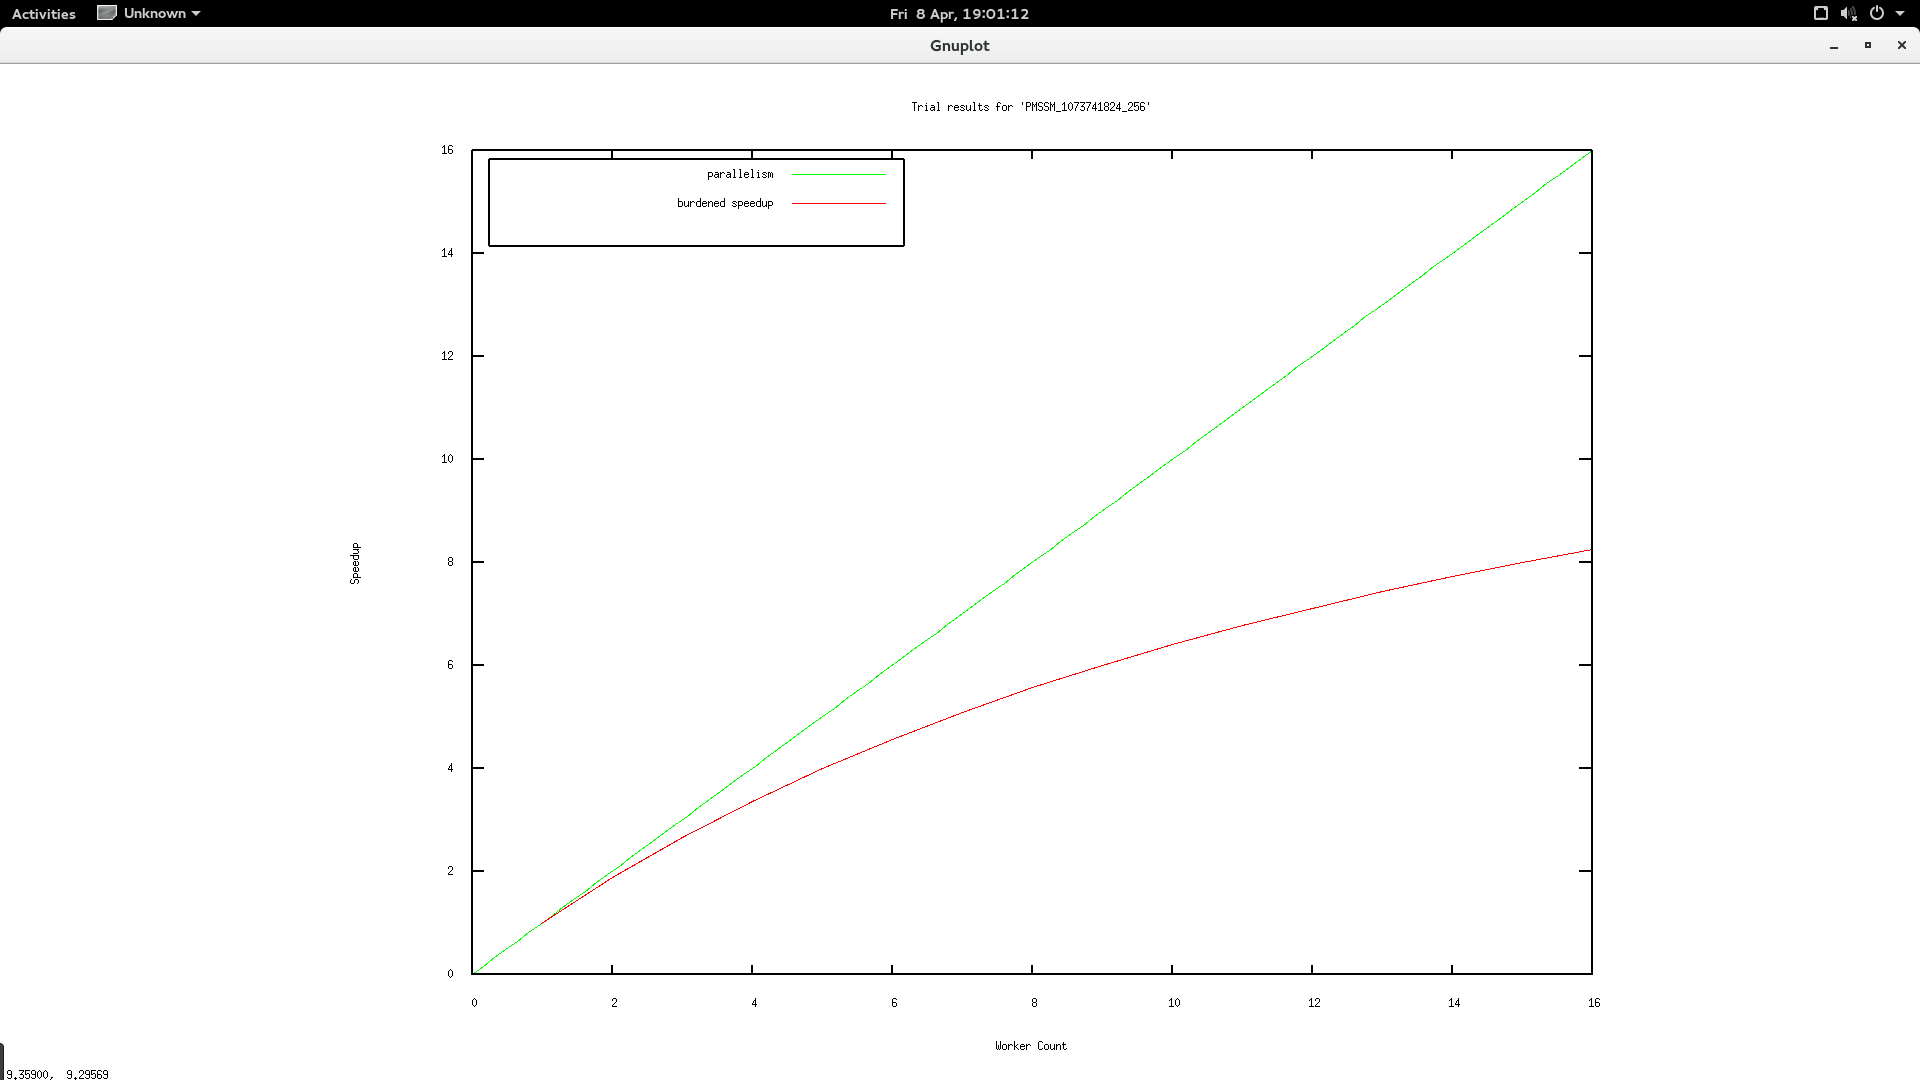 Activities Unknown Fri 8 Apr, 19:01:12
Gnuplot
Trial results for 'PMSSM_1073741824_256'
parallelism
burdened speedup
16
14
12
10
8
6
4
2
0
Speedup
0 2 4 6 8 10 12 14 16
Worker Count
9.35900, 9.29569